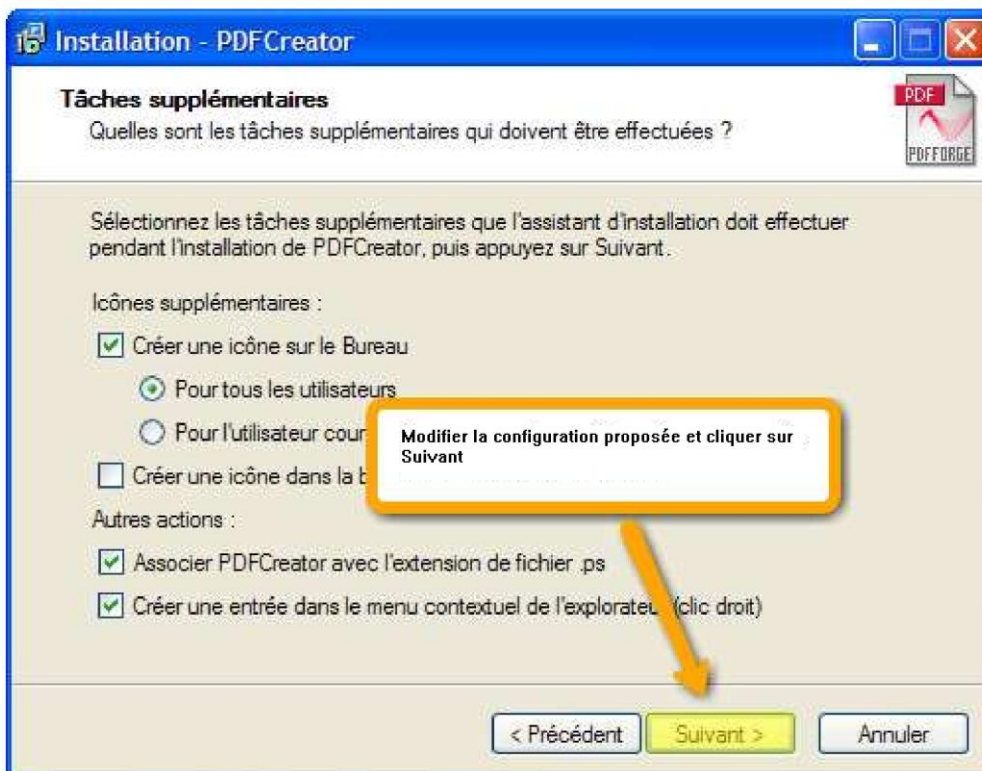 Installation - PDFCreator
Tâches supplémentaires
Quelles sont les tâches supplémentaires qui doivent être effectuées ?
PDF
PDFFORGE
Sélectionnez les tâches supplémentaires que l'assistant d'installation doit effectuer
pendant l'installation de PDFCreator, puis appuyez sur Suivant.
Icônes supplémentaires :
Créer une icône sur le Bureau
Pour tous les utilisateurs
Pour l'utilisateur cour
Créer une icône dans la b
Modifier la configuration proposée et cliquer sur
Suivant
Autres actions :
Associer PDFCreator avec l'extension de fichier .ps
Créer une entrée dans le menu contextuel de l'explorateur (clic droit)
< Précédent
Suivant >
Annuler